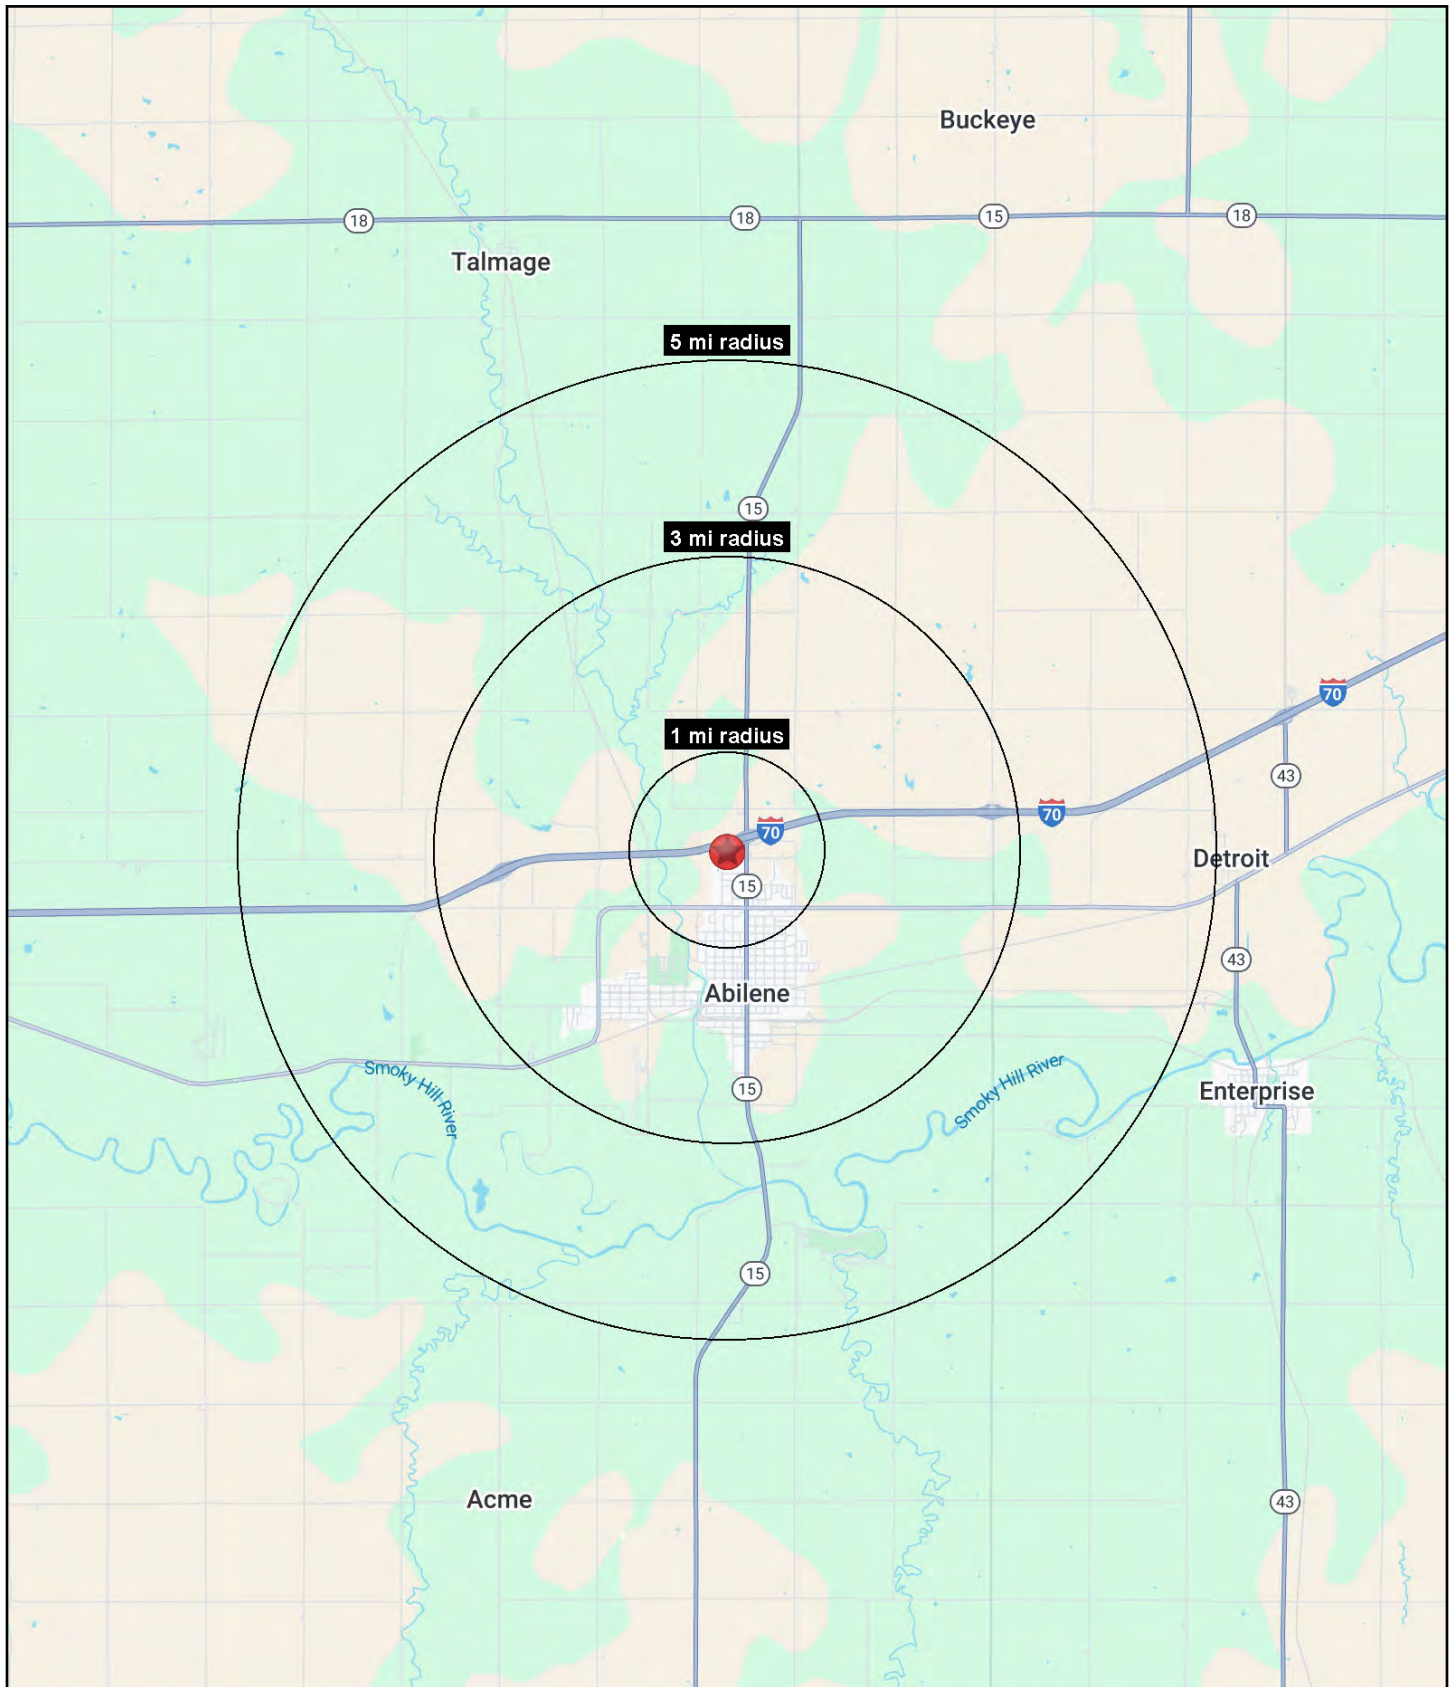 Buckeye
18
18
15
18
Talmage
5 mi radius
15
3 mi radius
70
1 mi radius
43
70
70
Detroit
15
43
Abilene
Smoky Hill River
Smoky Hill River
15
Enterprise
15
Acme
43